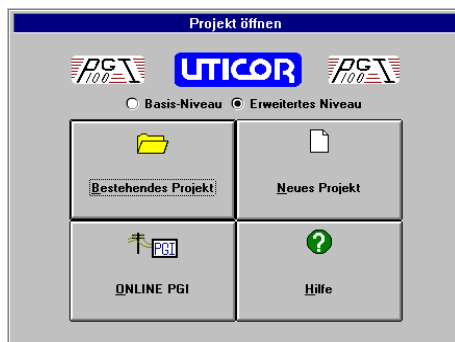 Projekt öffnen
PGI 100 UTICOR PGI 100
Basis-Niveau Erweitertes Niveau
Bestehendes Projekt Neues Projekt
PGI
ONLINE PGI Hilfe